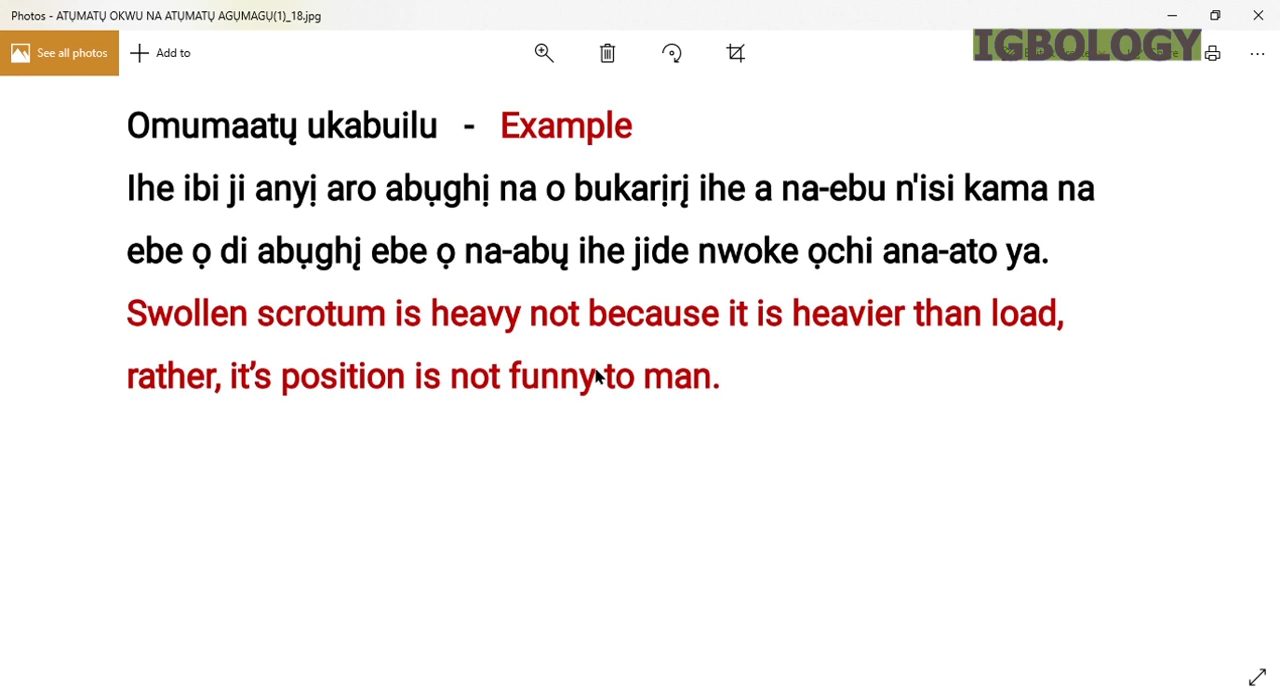 Photos - ATỤMATỤ OKWU NA ATỤMATỤ AGỤMAGỤ(1)_18.jpg
See all photos
Add to
IGBOLOGY
Omumaatụ ukabuilu - Example
Ihe ibi ji anyị aro abụghị na o bukarịrị ihe a na-ebu n'isi kama na
ebe ọ di abụghị ebe ọ na-abụ ihe jide nwoke ọchi ana-ato ya.
Swollen scrotum is heavy not because it is heavier than load,
rather, it’s position is not funny to man.